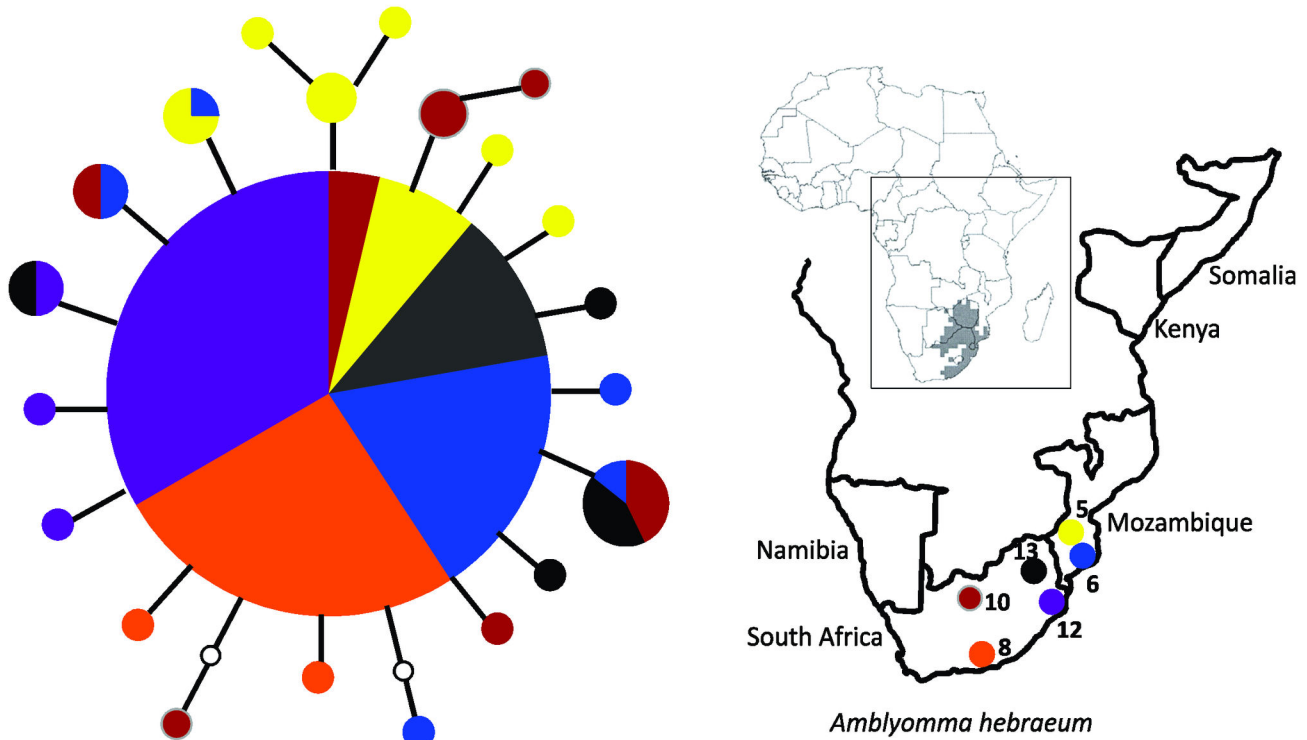 Somalia
Kenya
5
Mozambique
Namibia
13
6
10
12
South Africa
8
Amblyomma hebraeum